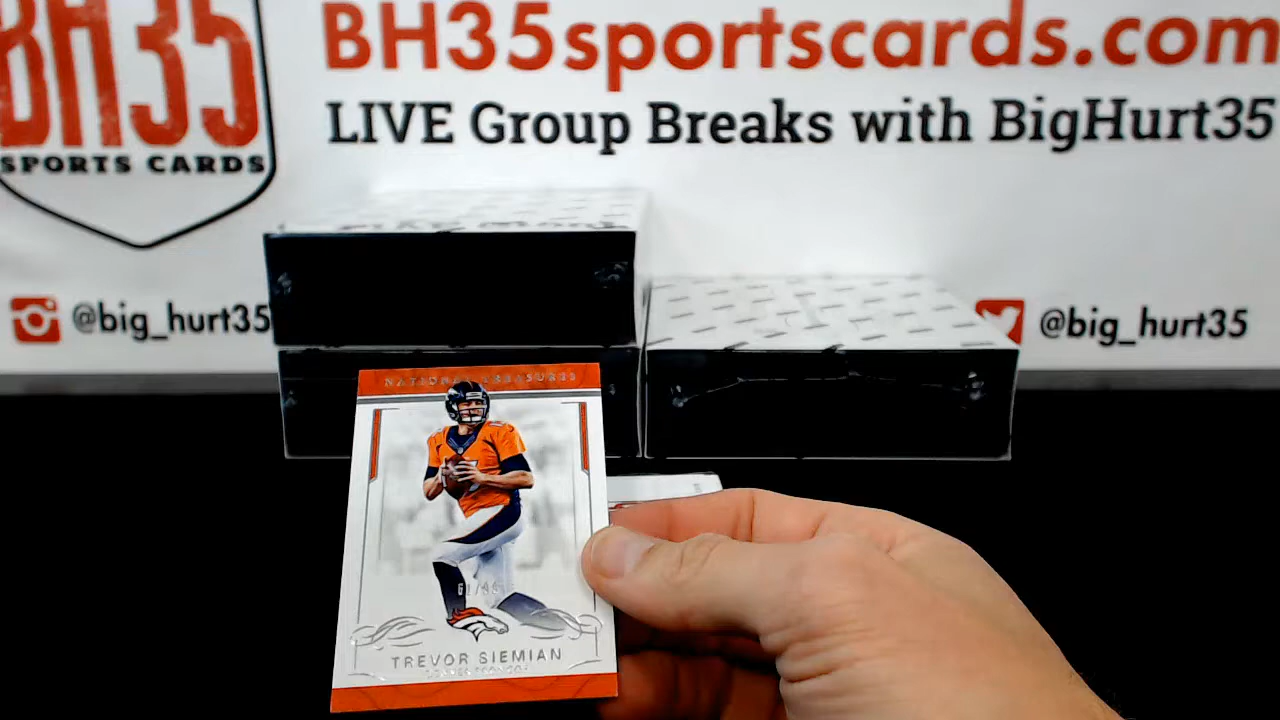 BH35
SPORTS CARDS
BH35sportscards.com
LIVE Group Breaks with BigHurt35
@big_hurt35
@big_hurt35
NATIONAL TREASURES
TREVOR SIEMIAN